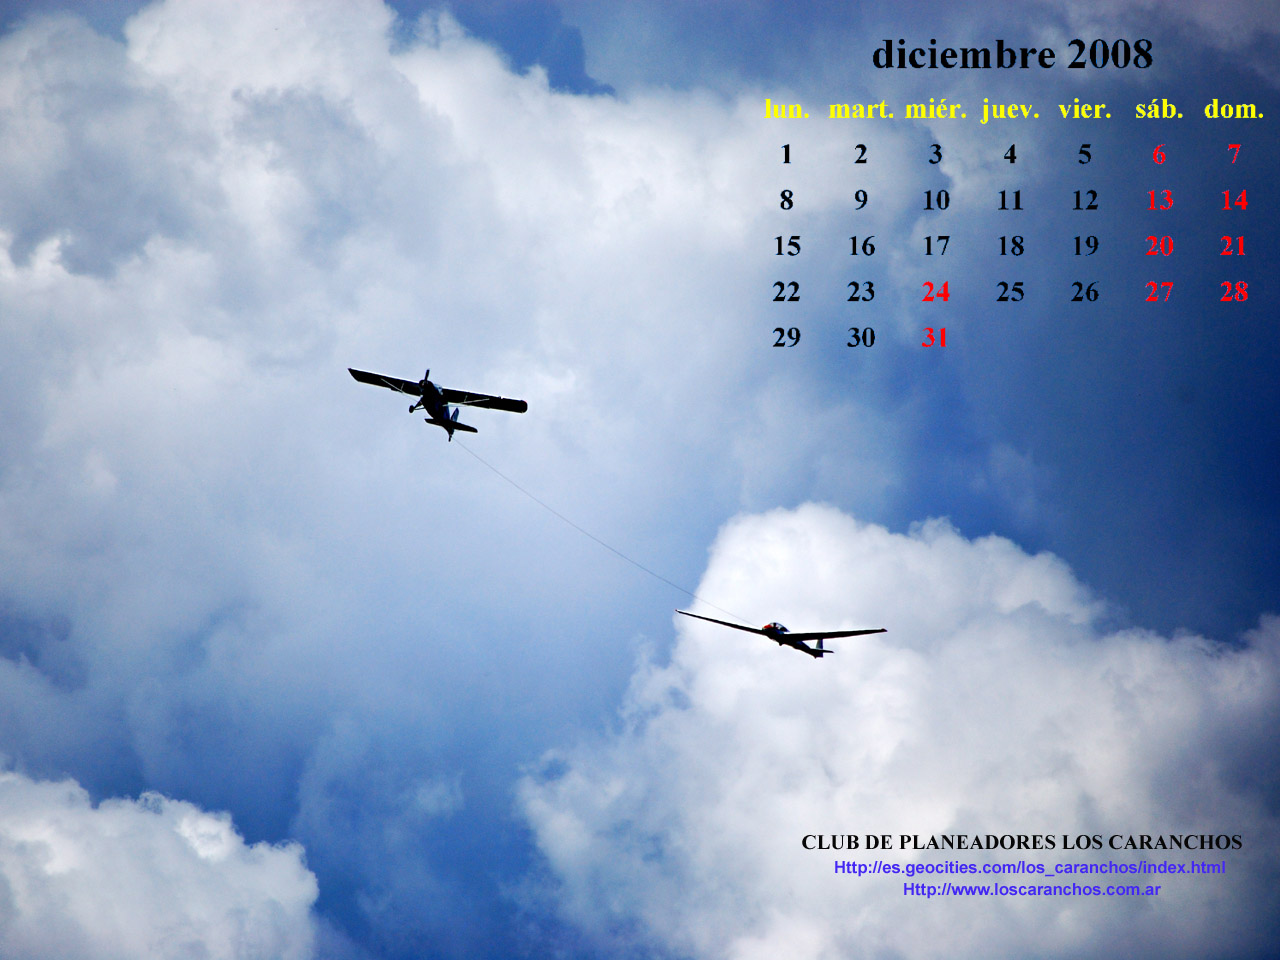 diciembre 2008
lun. mart. miér. juev. vier. sáb. dom.
1 2 3 4 5 6 7
8 9 10 11 12 13 14
15 16 17 18 19 20 21
22 23 24 25 26 27 28
29 30 31
CLUB DE PLANEADORES LOS CARANCHOS
Http://es.geocities.com/los_caranchos/index.html
Http://www.loscaranchos.com.ar